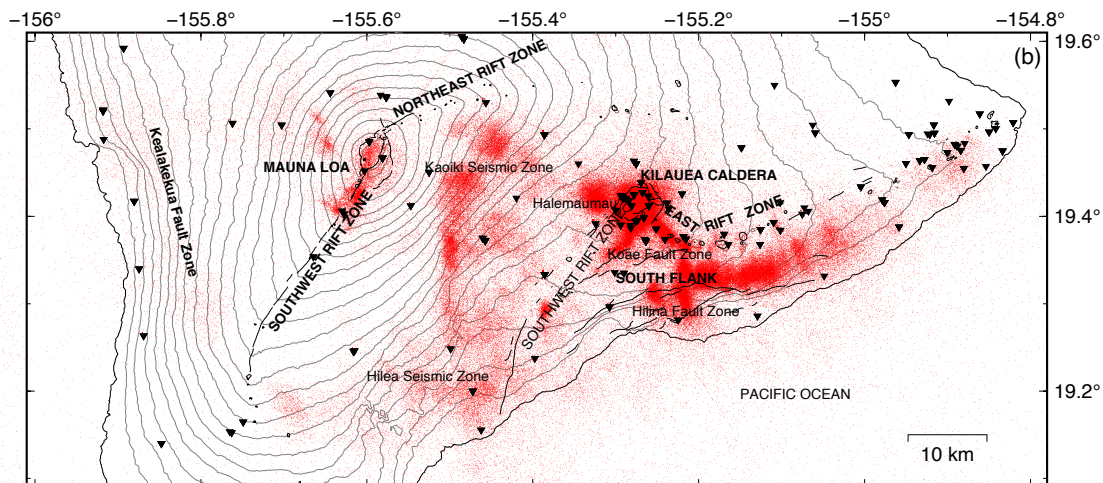 −156° −155.8° −155.6° −155.4° −155.2° −155° −154.8°
19.6°
(b)
NORTHEAST RIFT ZONE
Kealakekua Fault Zone
MAUNA LOA
Kaoiki Seismic Zone
KILAUEA CALDERA
Halemaumau
EAST RIFT ZONE
19.4°
SOUTHWEST RIFT ZONE
SOUTHWEST RIFT ZONE
Koae Fault Zone
SOUTH FLANK
Hilina Fault Zone
Hilea Seismic Zone
PACIFIC OCEAN
19.2°
10 km